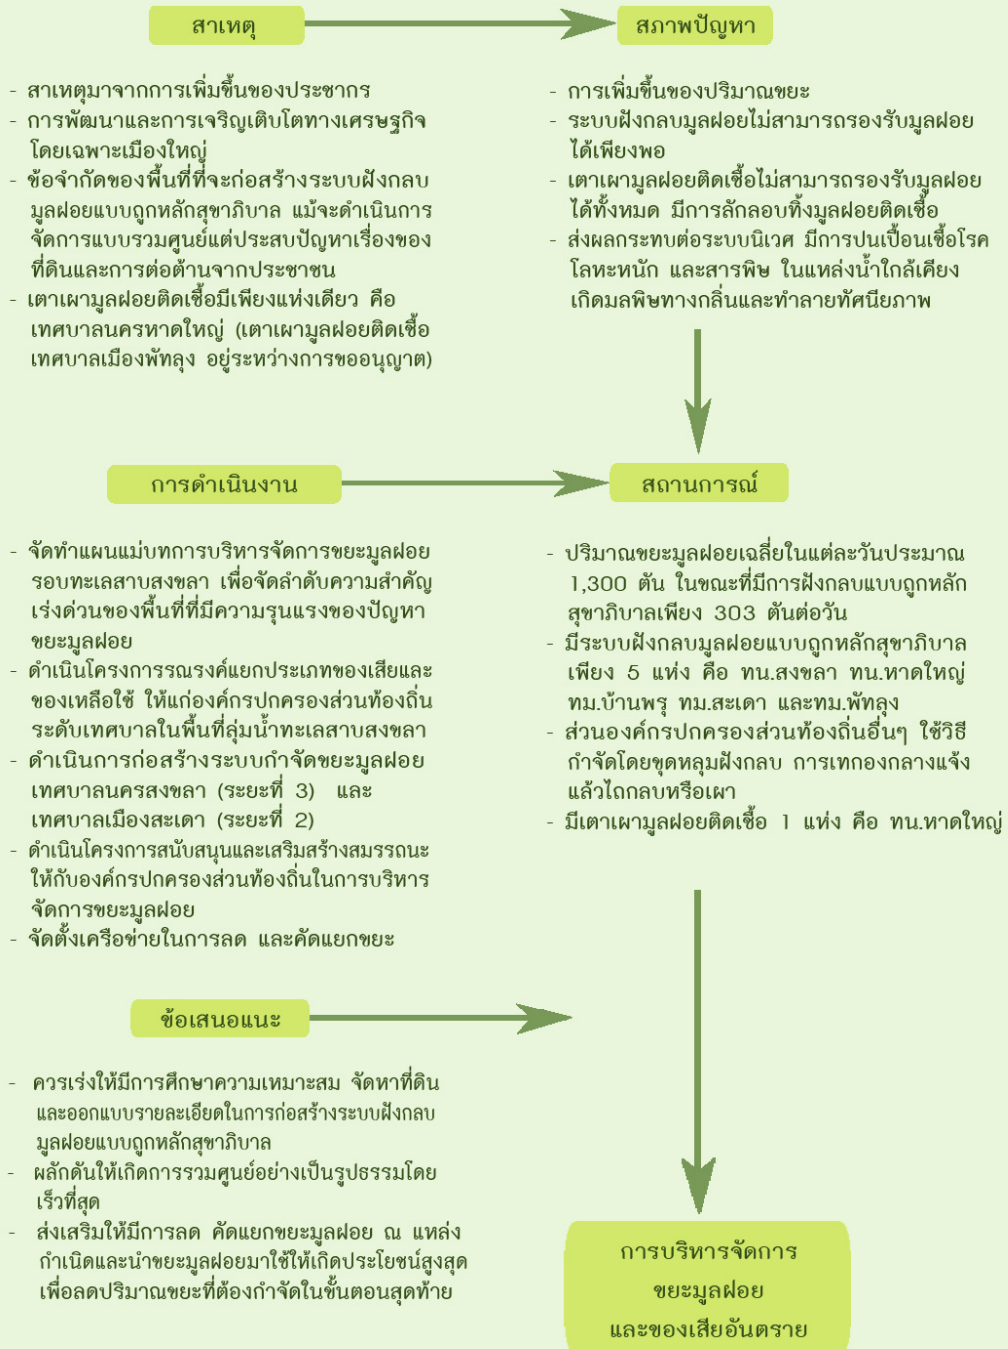 สาเหตุ
- สาเหตุมาจากการเพิ่มขึ้นของประชากร
- การพัฒนาและการเจริญเติบโตทางเศรษฐกิจ
โดยเฉพาะเมืองใหญ่
- ข้อจำกัดของพื้นที่ที่จะก่อสร้างระบบฝังกลบ
มูลฝอยแบบถูกหลักสุขาภิบาล แม้จะดำเนินการ
จัดการแบบรวมศูนย์แต่ประสบปัญหาเรื่องของ
ที่ดินและการต่อต้านจากประชาชน
- เตาเผามูลฝอยติดเชื้อมีเพียงแห่งเดียว คือ
เทศบาลนครหาดใหญ่ (เตาเผามูลฝอยติดเชื้อ
เทศบาลเมืองพัทลุง อยู่ระหว่างการขออนุญาต)
สภาพปัญหา
- การเพิ่มขึ้นของปริมาณขยะ
- ระบบฝังกลบมูลฝอยไม่สามารถรองรับมูลฝอย
ได้เพียงพอ
- เตาเผามูลฝอยติดเชื้อไม่สามารถรองรับมูลฝอย
ได้ทั้งหมด มีการลักลอบทิ้งมูลฝอยติดเชื้อ
- ส่งผลกระทบต่อระบบนิเวศ มีการปนเปื้อนเชื้อโรค
โลหะหนัก และสารพิษ ในแหล่งน้ำใกล้เคียง
เกิดมลพิษทางกลิ่นและทำลายทัศนียภาพ
การดำเนินงาน
- จัดทำแผนแม่บทการบริหารจัดการขยะมูลฝอย
รอบทะเลสาบสงขลา เพื่อจัดลำดับความสำคัญ
เร่งด่วนของพื้นที่ที่มีความรุนแรงของปัญหา
ขยะมูลฝอย
- ดำเนินโครงการรณรงค์แยกประเภทของเสียและ
ของเหลือใช้ ให้แก่องค์กรปกครองส่วนท้องถิ่น
ระดับเทศบาลในพื้นที่ลุ่มน้ำทะเลสาบสงขลา
- ดำเนินการก่อสร้างระบบกำจัดขยะมูลฝอย
เทศบาลนครสงขลา (ระยะที่ 3) และ
เทศบาลเมืองสะเดา (ระยะที่ 2)
- ดำเนินโครงการสนับสนุนและเสริมสร้างสมรรถนะ
ให้กับองค์กรปกครองส่วนท้องถิ่นในการบริหาร
จัดการขยะมูลฝอย
- จัดตั้งเครือข่ายในการลด และคัดแยกขยะ
สถานการณ์
- ปริมาณขยะมูลฝอยเฉลี่ยในแต่ละวันประมาณ
1,300 ตัน ในขณะที่มีการฝังกลบแบบถูกหลัก
สุขาภิบาลเพียง 303 ตันต่อวัน
- มีระบบฝังกลบมูลฝอยแบบถูกหลักสุขาภิบาล
เพียง 5 แห่ง คือ ทน.สงขลา ทน.หาดใหญ่
ทม.บ้านพรุ ทม.สะเดา และทม.พัทลุง
- ส่วนองค์กรปกครองส่วนท้องถิ่นอื่นๆ ใช้วิธี
กำจัดโดยขุดหลุมฝังกลบ การเทกองกลางแจ้ง
แล้วไถกลบหรือเผา
- มีเตาเผามูลฝอยติดเชื้อ 1 แห่ง คือ ทน.หาดใหญ่
ข้อเสนอแนะ
- ควรเร่งให้มีการศึกษาความเหมาะสม จัดหาที่ดิน
และออกแบบรายละเอียดในการก่อสร้างระบบฝังกลบ
มูลฝอยแบบถูกหลักสุขาภิบาล
- ผลักดันให้เกิดการรวมศูนย์อย่างเป็นรูปธรรมโดย
เร็วที่สุด
- ส่งเสริมให้มีการลด คัดแยกขยะมูลฝอย ณ แหล่ง
กำเนิดและนำขยะมูลฝอยมาใช้ให้เกิดประโยชน์สูงสุด
เพื่อลดปริมาณขยะที่ต้องกำจัดในขั้นตอนสุดท้าย
การบริหารจัดการ
ขยะมูลฝอย
และของเสียอันตราย